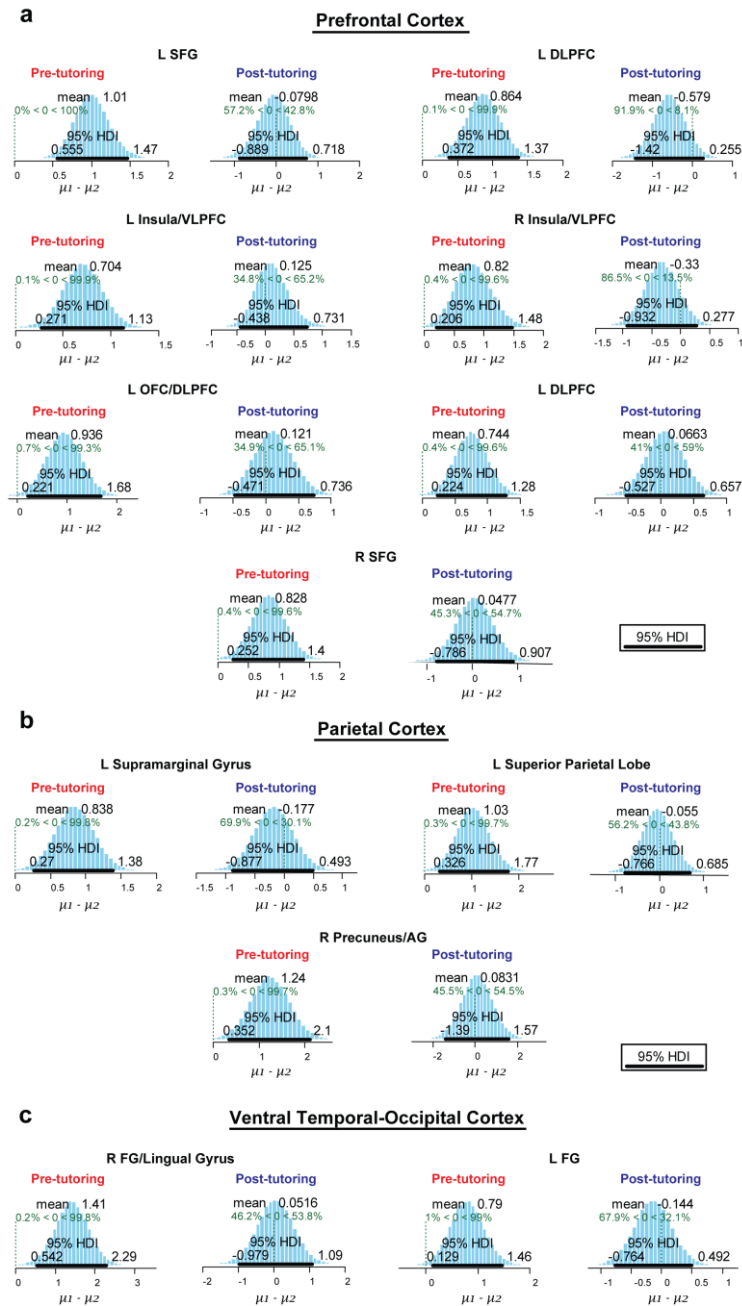 a
Prefrontal Cortex
L SFG
Pre-tutoring
mean 1.01
0% < 0 < 100%
95% HDI
0.555 1.47
0 0.5 1 1.5 2
μ1 - μ2
Post-tutoring
mean -0.0798
57.2% < 0 < 42.8%
95% HDI
-0.889 0.718
-1 0 1 2
μ1 - μ2
L DLPFC
Pre-tutoring
mean 0.864
0.1% < 0 < 99.9%
95% HDI
0.372 1.37
0 0.5 1 1.5 2
μ1 - μ2
Post-tutoring
mean -0.579
91.9% < 0 < 8.1%
95% HDI
-1.42 0.255
-2 -1 0 1
μ1 - μ2
L Insula/VLPFC
Pre-tutoring
mean 0.704
0.1% < 0 < 99.9%
95% HDI
0.271 1.13
0 0.5 1 1.5
μ1 - μ2
Post-tutoring
mean 0.125
34.8% < 0 < 65.2%
95% HDI
-0.438 0.731
-0.5 0 0.5 1
μ1 - μ2
R Insula/VLPFC
Pre-tutoring
mean 0.82
0.4% < 0 < 99.6%
95% HDI
0.206 1.48
0 0.5 1 1.5 2
μ1 - μ2
Post-tutoring
mean -0.33
86.5% < 0 < 13.5%
95% HDI
-0.932 0.277
-1.5 -1 -0.5 0 0.5 1
μ1 - μ2
L OFC/DLPFC
Pre-tutoring
mean 0.936
0.7% < 0 < 99.3%
95% HDI
0.221 1.68
0 1 2
μ1 - μ2
Post-tutoring
mean 0.121
34.9% < 0 < 65.1%
95% HDI
-0.471 0.736
-1 -0.5 0 0.5 1
μ1 - μ2
L DLPFC
Pre-tutoring
mean 0.744
0.4% < 0 < 99.6%
95% HDI
0.224 1.28
0 0.5 1 1.5
μ1 - μ2
Post-tutoring
mean 0.0663
41% < 0 < 59%
95% HDI
-0.527 0.657
-1 -0.5 0 0.5 1
μ1 - μ2
R SFG
Pre-tutoring
mean 0.828
0.4% < 0 < 99.6%
95% HDI
0.252 1.4
0 0.5 1 1.5 2
μ1 - μ2
Post-tutoring
mean 0.0477
45.3% < 0 < 54.7%
95% HDI
-0.786 0.907
-1 0 1
μ1 - μ2
95% HDI
b
Parietal Cortex
L Supramarginal Gyrus
Pre-tutoring
mean 0.838
0.2% < 0 < 99.8%
95% HDI
0.27 1.38
0 0.5 1 1.5 2
μ1 - μ2
Post-tutoring
mean -0.177
69.9% < 0 < 30.1%
95% HDI
-0.877 0.493
-1.5 -1 -0.5 0 0.5 1
μ1 - μ2
L Superior Parietal Lobe
Pre-tutoring
mean 1.03
0.3% < 0 < 99.7%
95% HDI
0.326 1.77
0 1 2
μ1 - μ2
Post-tutoring
mean -0.055
56.2% < 0 < 43.8%
95% HDI
-0.766 0.685
-1 0 1
μ1 - μ2
R Precuneus/AG
Pre-tutoring
mean 1.24
0.3% < 0 < 99.7%
95% HDI
0.352 2.1
0 1 2
μ1 - μ2
Post-tutoring
mean 0.0831
45.5% < 0 < 54.5%
95% HDI
-1.39 1.57
-2 0 2
μ1 - μ2
95% HDI
c
Ventral Temporal-Occipital Cortex
R FG/Lingual Gyrus
Pre-tutoring
mean 1.41
0.2% < 0 < 99.8%
95% HDI
0.542 2.29
0 1 2 3
μ1 - μ2
Post-tutoring
mean 0.0516
46.2% < 0 < 53.8%
95% HDI
-0.979 1.09
-2 -1 0 1 2
μ1 - μ2
L FG
Pre-tutoring
mean 0.79
1% < 0 < 99%
95% HDI
0.129 1.46
0 1 2
μ1 - μ2
Post-tutoring
mean -0.144
67.9% < 0 < 32.1%
95% HDI
-0.764 0.492
-1 -0.5 0 0.5 1
μ1 - μ2